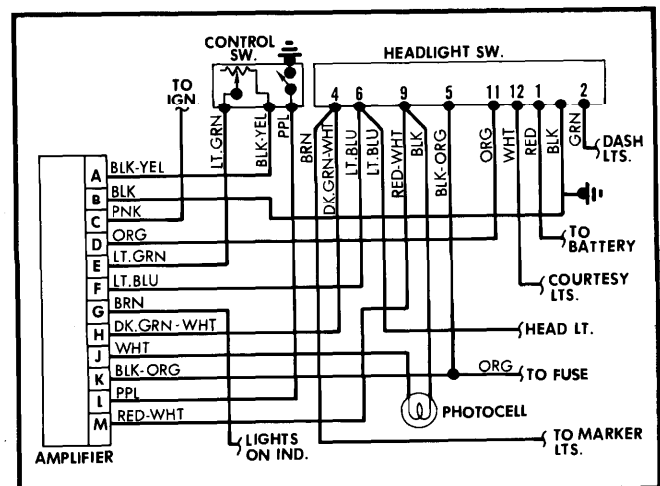 CONTROL
SW.
HEADLIGHT SW.
TO
IGN.
4 6 9 5 11 12 1 2
LT.GRN
BLK-YEL
PPL
BRN
DK.GRN-WHT
LT.BLU
LT.BLU
RED-WHT
BLK
BLK-ORG
ORG
WHT
RED
BLK
GRN
DASH
LTS.
A BLK-YEL
B BLK
C PNK
D ORG
E LT.GRN
F LT.BLU
G BRN
H DK.GRN-WHT
J WHT
K BLK-ORG
L PPL
M RED-WHT
TO
BATTERY
COURTESY
LTS.
HEAD LT.
ORG TO FUSE
PHOTOCELL
LIGHTS
ON IND.
TO MARKER
LTS.
AMPLIFIER